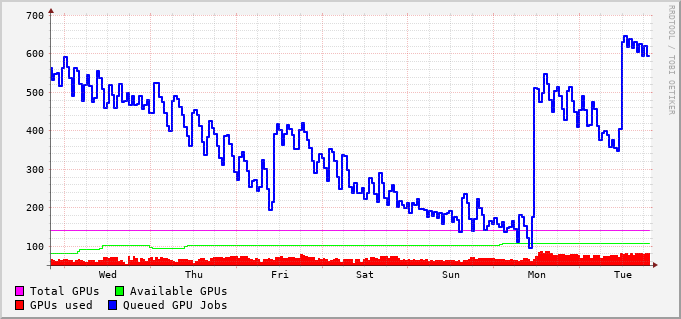 700
600
500
400
300
200
100
Wed Thu Fri Sat Sun Mon Tue
Total GPUs Available GPUs
GPUs used Queued GPU Jobs
RRDTOOL / TOBI OETIKER